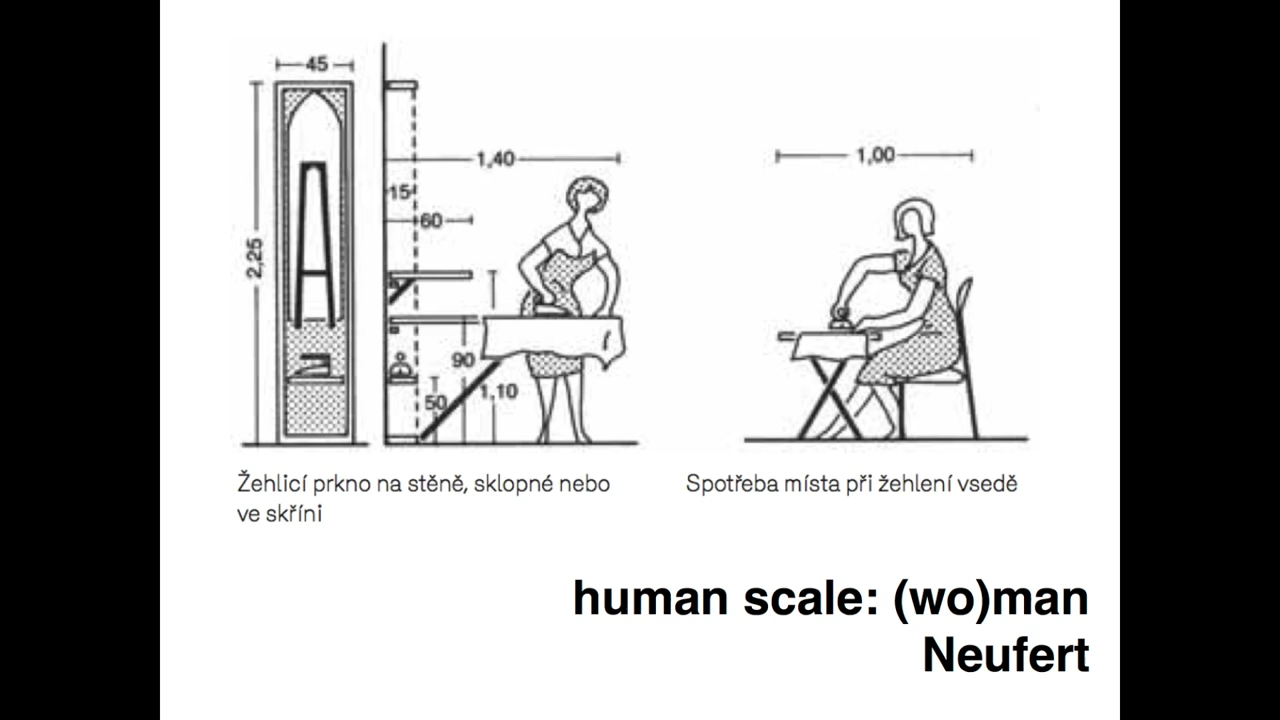 45
2,25
1,40
15
60
90
50
1,10
1,00
Žehlicí prkno na stěně, sklopné nebo
ve skříni
Spotřeba místa při žehlení vsedě
human scale: (wo)man
Neufert